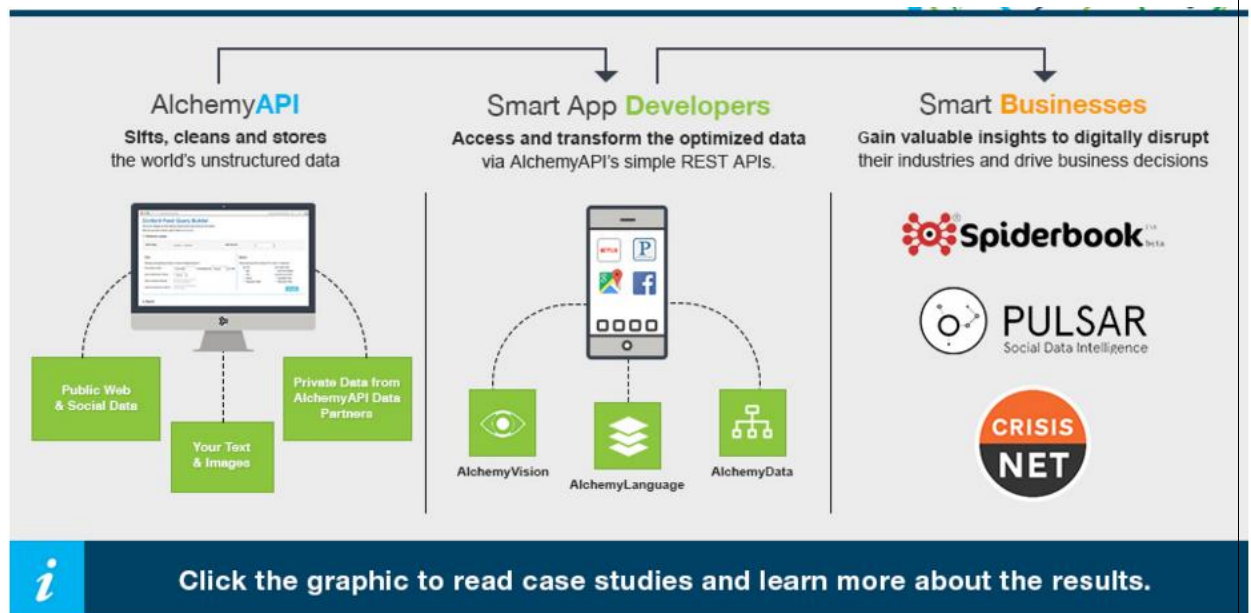 AlchemyAPI
Sifts, cleans and stores
the world's unstructured data
Public Web
& Social Data
Your Text
& Images
Private Data from
AlchemyAPI Data
Partners
Smart App Developers
Access and transform the optimized data
via AlchemyAPI's simple REST APIs.
NETFLIX
P
f
AlchemyVision
AlchemyLanguage
AlchemyData
Smart Businesses
Gain valuable insights to digitally disrupt
their industries and drive business decisions
Spiderbook
beta
PULSAR
Social Data Intelligence
CRISIS
NET
i
Click the graphic to read case studies and learn more about the results.